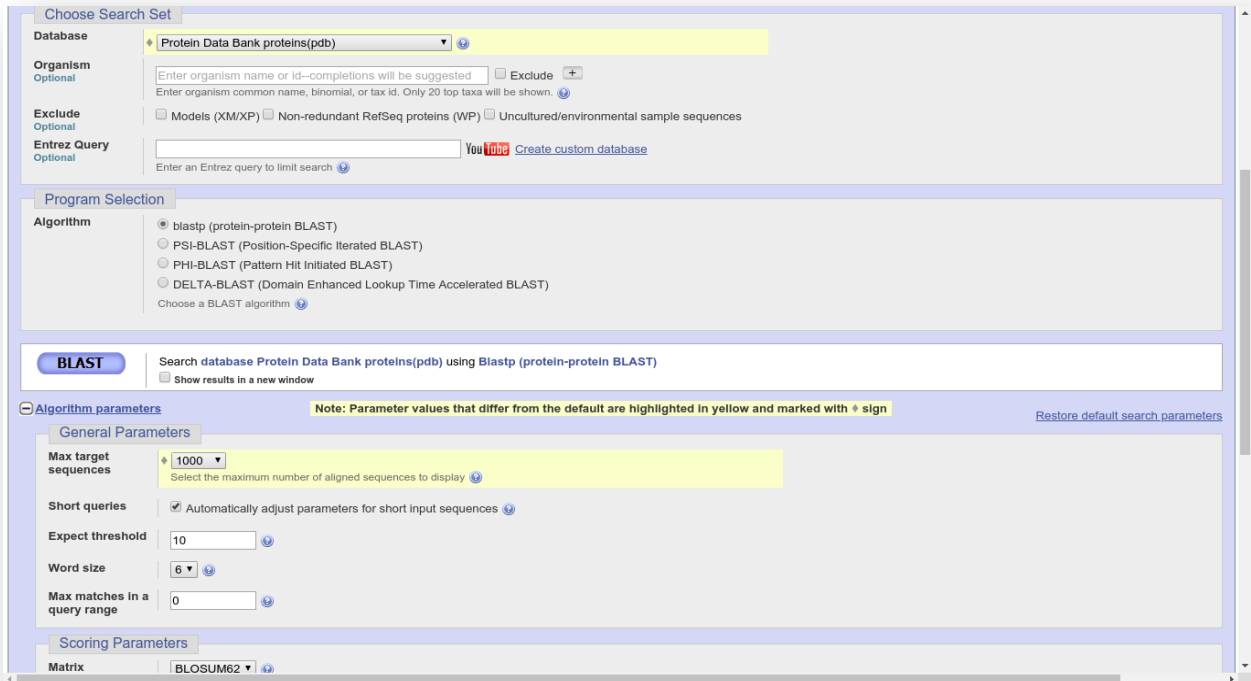 Choose Search Set
Database
Protein Data Bank proteins(pdb)
Organism
Optional
Enter organism name or id--completions will be suggested
Exclude
+
Enter organism common name, binomial, or tax id. Only 20 top taxa will be shown.
Exclude
Optional
Models (XM/XP) Non-redundant RefSeq proteins (WP) Uncultured/environmental sample sequences
Entrez Query
Optional
YouTube Create custom database
Enter an Entrez query to limit search
Program Selection
Algorithm
blastp (protein-protein BLAST)
PSI-BLAST (Position-Specific Iterated BLAST)
PHI-BLAST (Pattern Hit Initiated BLAST)
DELTA-BLAST (Domain Enhanced Lookup Time Accelerated BLAST)
Choose a BLAST algorithm
BLAST
Search database Protein Data Bank proteins(pdb) using Blastp (protein-protein BLAST)
Show results in a new window
Algorithm parameters
Note: Parameter values that differ from the default are highlighted in yellow and marked with ♦ sign
Restore default search parameters
General Parameters
Max target
sequences
1000
Select the maximum number of aligned sequences to display
Short queries
Automatically adjust parameters for short input sequences
Expect threshold
10
Word size
6
Max matches in a
query range
0
Scoring Parameters
Matrix
BLOSUM62